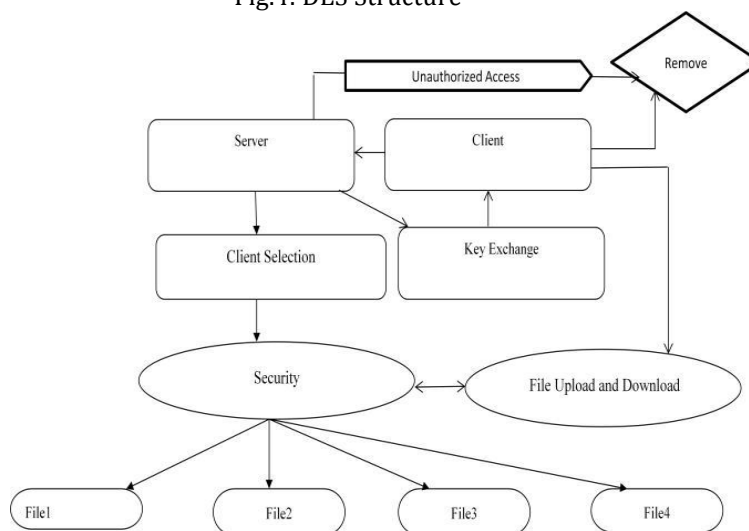 Fig.1: DES Structure
Unauthorized Access
Remove
Server
Client
Client Selection
Key Exchange
Security
File Upload and Download
File1
File2
File3
File4